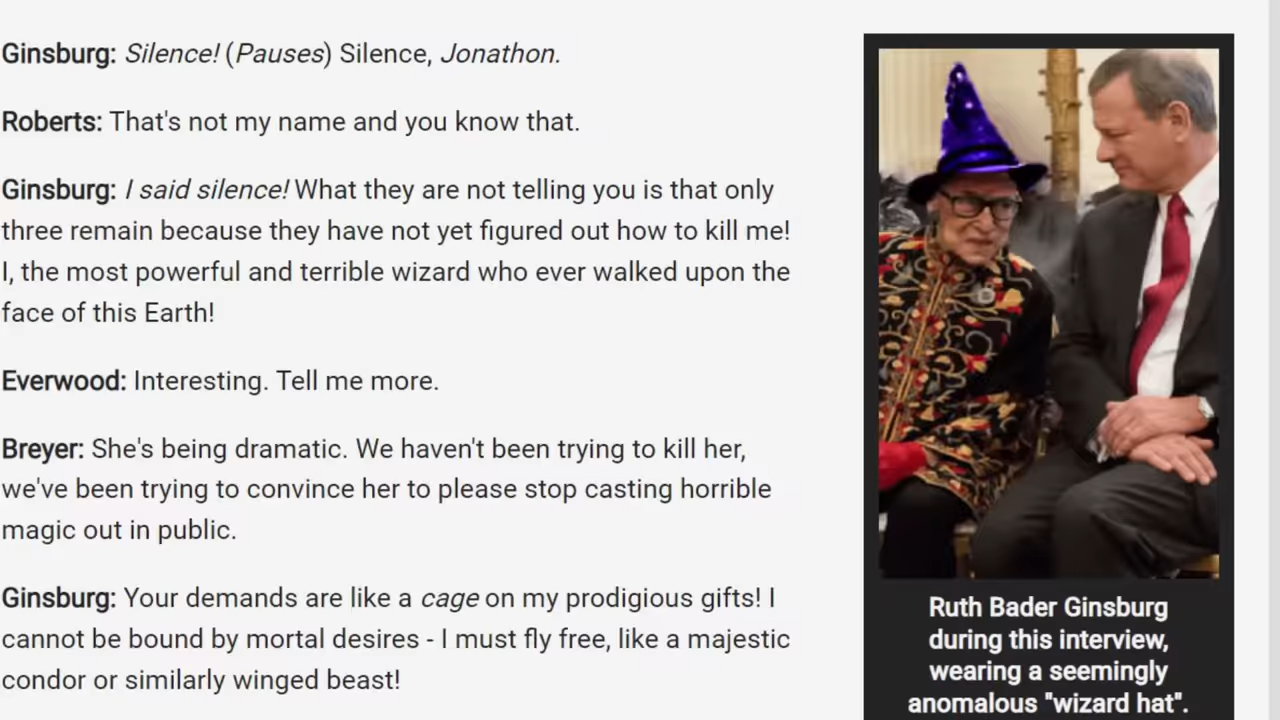 Ginsburg: Silence! (Pauses) Silence, Jonathon.
Roberts: That's not my name and you know that.
Ginsburg: I said silence! What they are not telling you is that only
three remain because they have not yet figured out how to kill me!
I, the most powerful and terrible wizard who ever walked upon the
face of this Earth!
Everwood: Interesting. Tell me more.
Breyer: She's being dramatic. We haven't been trying to kill her,
we've been trying to convince her to please stop casting horrible
magic out in public.
Ginsburg: Your demands are like a cage on my prodigious gifts! I
cannot be bound by mortal desires - I must fly free, like a majestic
condor or similarly winged beast!
Ruth Bader Ginsburg
during this interview,
wearing a seemingly
anomalous "wizard hat".